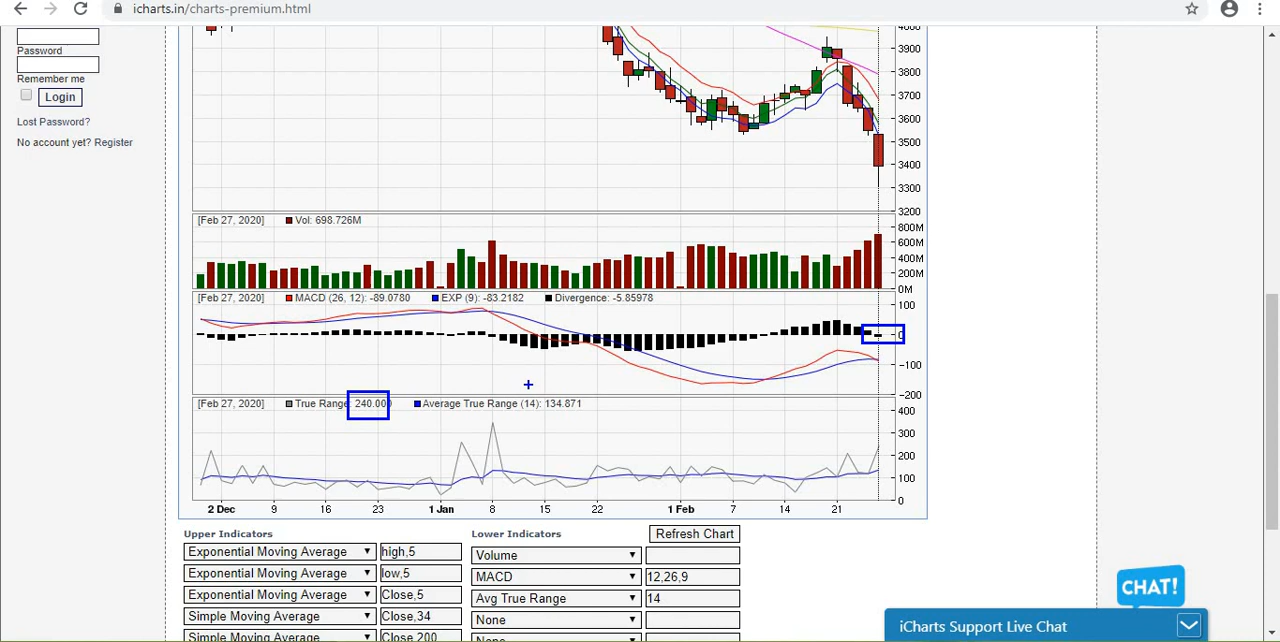 icharts.in/charts-premium.html
Password
Remember me
Login
Lost Password?
No account yet? Register
4000
3900
3800
3700
3600
3500
3400
3300
3200
[Feb 27, 2020] Vol: 698.726M
800M
600M
400M
200M
0M
[Feb 27, 2020] MACD (26, 12): -89.0780 EXP (9): -83.2182 Divergence: -5.85978
100
0
-100
-200
[Feb 27, 2020] True Range: 240.000 Average True Range (14): 134.871
400
300
200
100
0
2 Dec 9 16 23 1 Jan 8 15 22 1 Feb 7 14 21
Upper Indicators Lower Indicators Refresh Chart
Exponential Moving Average high,5 Volume
Exponential Moving Average low,5 MACD 12,26,9
Exponential Moving Average Close,5 Avg True Range 14
Simple Moving Average Close,34 None
Simple Moving Average Close,200 None
CHAT!
iCharts Support Live Chat